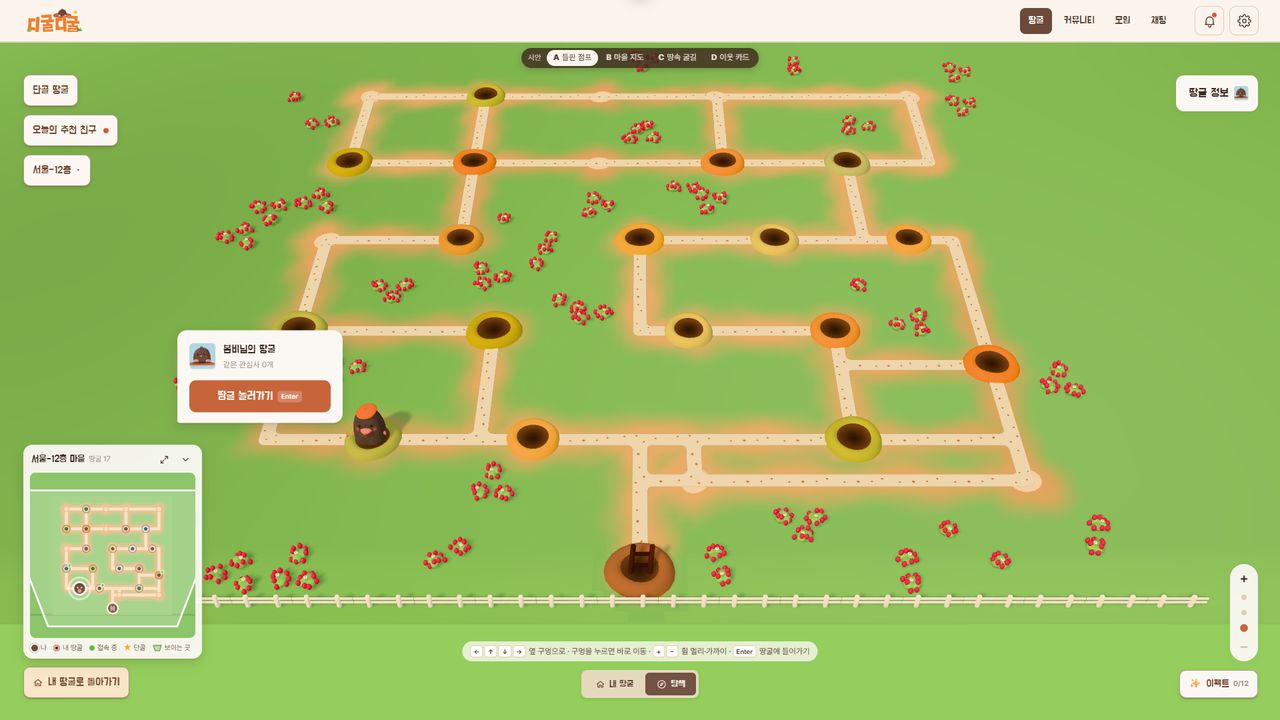 디굴디굴
땅굴
커뮤니티
모임
채팅
시안 A 들판 점프 B 마을 지도 C 땅속 굴길 D 이웃 카드
단골 땅굴
오늘의 추천 친구
서울-12층 ·
땅굴 정보
봄비님의 땅굴
같은 관심사 0개
땅굴 놀러가기 Enter
서울-12층 마을 땅굴 17
나 내 땅굴 접속 중 단골 보이는 곳
내 땅굴로 돌아가기
← ↑ ↓ → 옆 구멍으로 · 구멍을 누르면 바로 이동 · + − 휠 멀리·가까이 · Enter 땅굴에 들어가기
내 땅굴
탐색
이펙트 0/12